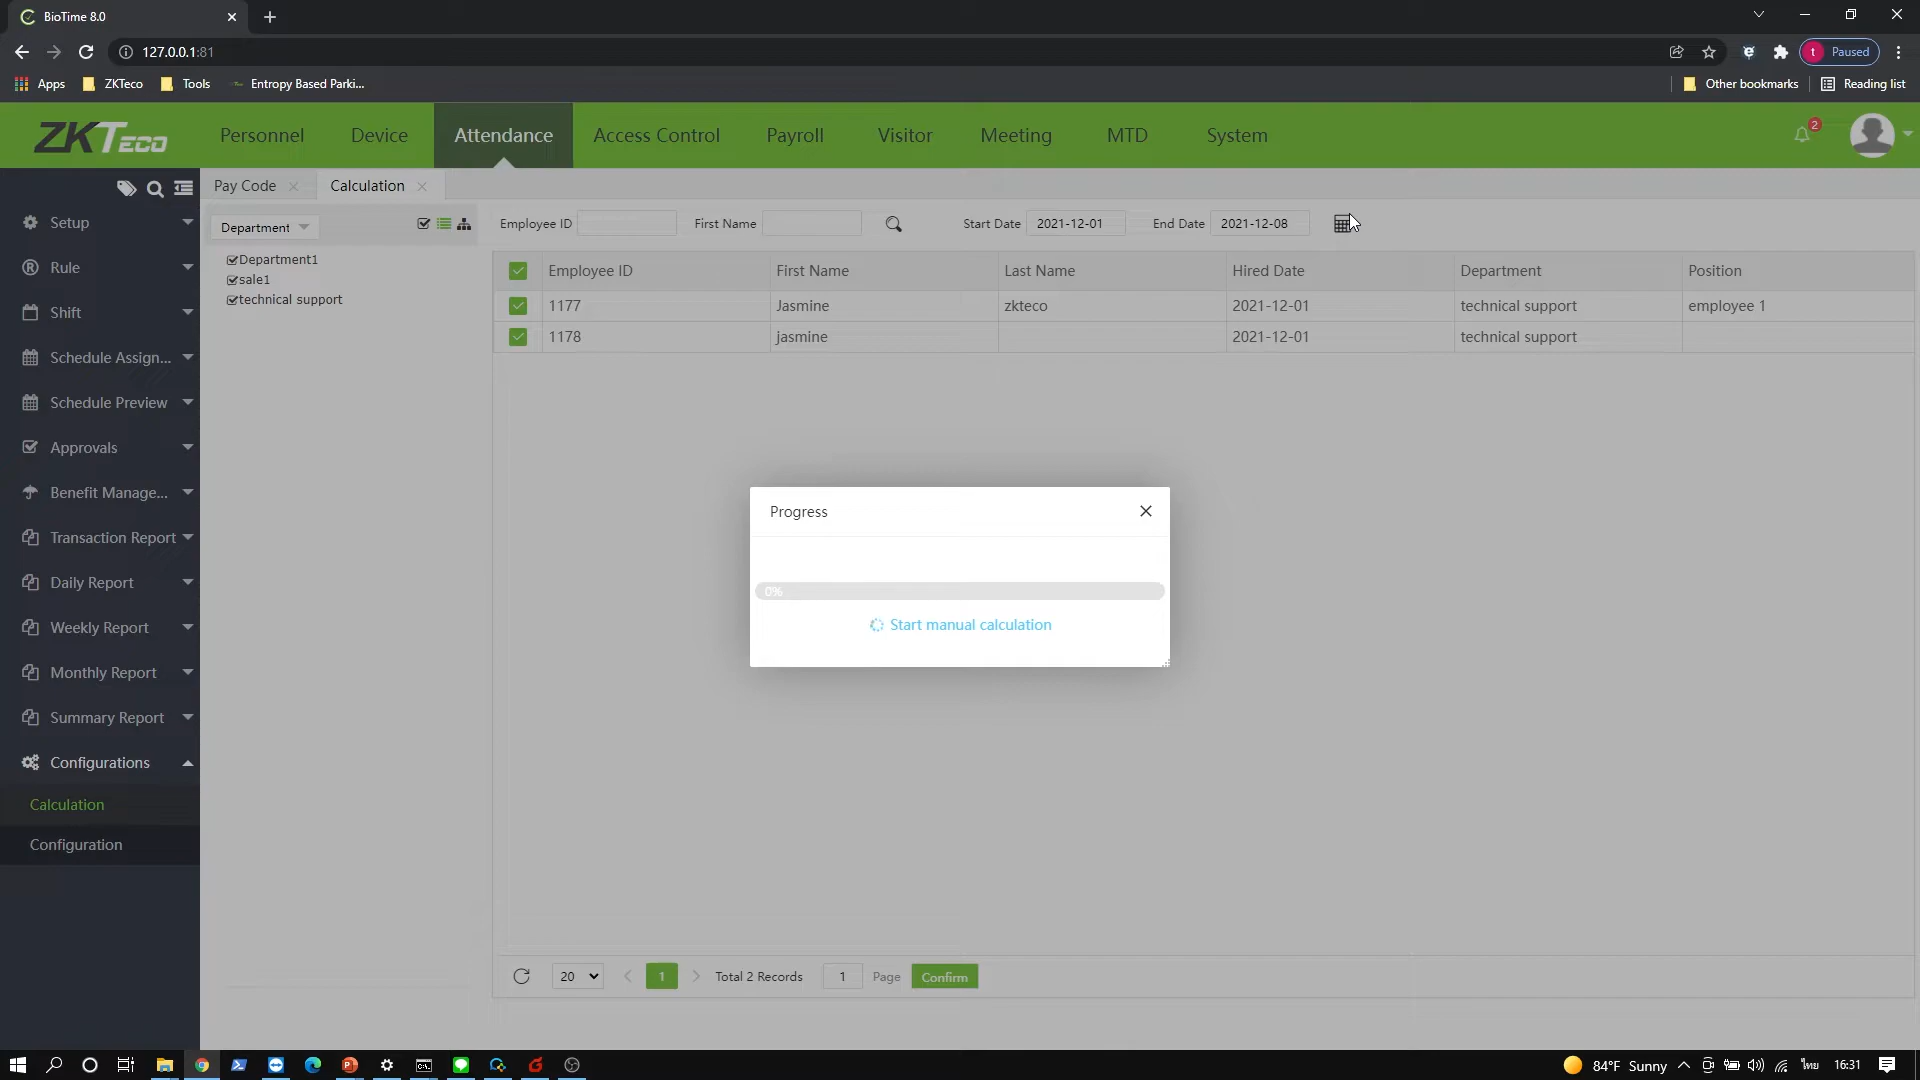 BioTime 8.0
127.0.0.1:81
Paused
Apps
ZKTeco
Tools
Entropy Based Parki...
Other bookmarks
Reading list
ZKTeco
Personnel
Device
Attendance
Access Control
Payroll
Visitor
Meeting
MTD
System
2
Pay Code
Calculation
Setup
Rule
Shift
Schedule Assign...
Schedule Preview
Approvals
Benefit Manage...
Transaction Report
Daily Report
Weekly Report
Monthly Report
Summary Report
Configurations
Calculation
Configuration
Department
Department1
sale1
technical support
Employee ID
First Name
Start Date 2021-12-01
End Date 2021-12-08
Employee ID First Name Last Name Hired Date Department Position
1177 Jasmine zkteco 2021-12-01 technical support employee 1
1178 jasmine 2021-12-01 technical support
Progress
0%
Start manual calculation
20
1
Total 2 Records
1
Page
Confirm
84°F Sunny
ไทย
16:31